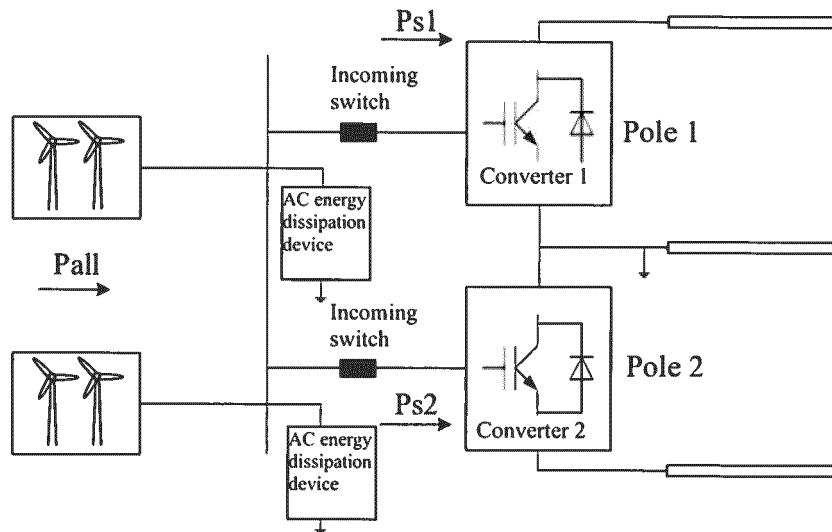 Ps1
Incoming
switch
Pole 1
Converter 1
AC energy
dissipation
device
Pall
Incoming
switch
Pole 2
Ps2
Converter 2
AC energy
dissipation
device